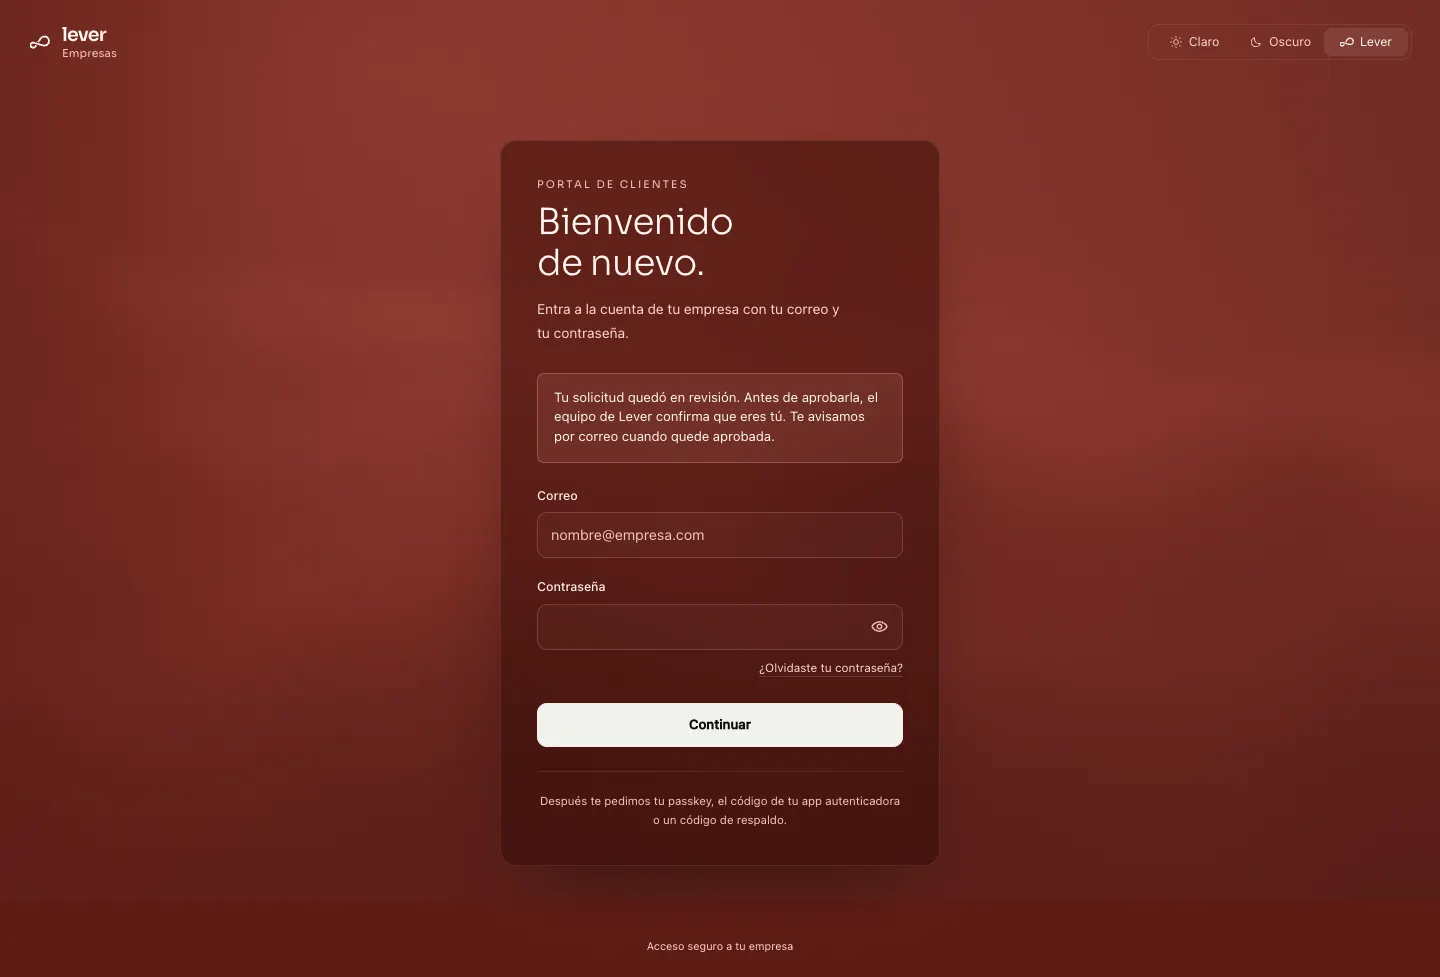 lever
Empresas
Claro
Oscuro
Lever
PORTAL DE CLIENTES
Bienvenido
de nuevo.
Entra a la cuenta de tu empresa con tu correo y
tu contraseña.
Tu solicitud quedó en revisión. Antes de aprobarla, el
equipo de Lever confirma que eres tú. Te avisamos
por correo cuando quede aprobada.
Correo
nombre@empresa.com
Contraseña
¿Olvidaste tu contraseña?
Continuar
Después te pedimos tu passkey, el código de tu app autenticadora
o un código de respaldo.
Acceso seguro a tu empresa